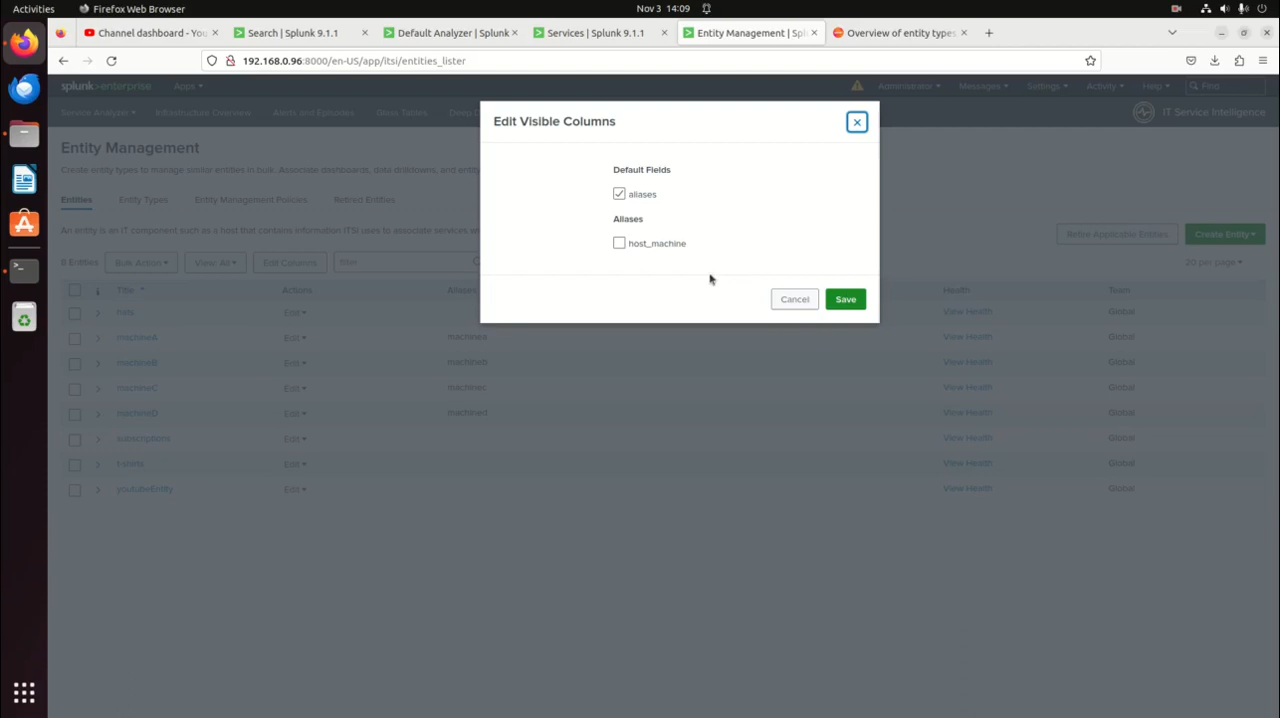 Activities
Firefox Web Browser
Nov 3 14:09
Channel dashboard - You
Search | Splunk 9.1.1
Default Analyzer | Splunk
Services | Splunk 9.1.1
Entity Management | Spl
Overview of entity types
192.168.0.96:8000/en-US/app/itsi/entities_lister
splunk>enterprise
Apps
Administrator
Messages
Settings
Activity
Help
Find
Service Analyzer
Infrastructure Overview
Alerts and Episodes
Glass Tables
Deep D
IT Service Intelligence
Edit Visible Columns
Entity Management
Create entity types to manage similar entities in bulk. Associate dashboards, data drilldowns, and entity
Default Fields
aliases
Entities
Entity Types
Entity Management Policies
Retired Entities
Aliases
An entity is an IT component such as a host that contains information ITSI uses to associate services wi
host_machine
Create Entity
8 Entities
Bulk Action
View: All
Edit Columns
filter
20 per page
i
Title
Actions
Aliases
Health
Team
Cancel
Save
Edit
View Health
Global
machineA
Edit
machinea
View Health
Global
machineB
Edit
machineb
View Health
Global
machineC
Edit
machinec
View Health
Global
machineD
Edit
machined
View Health
Global
subscriptions
Edit
View Health
Global
t-shirts
Edit
View Health
Global
youtubeEntity
Edit
View Health
Global